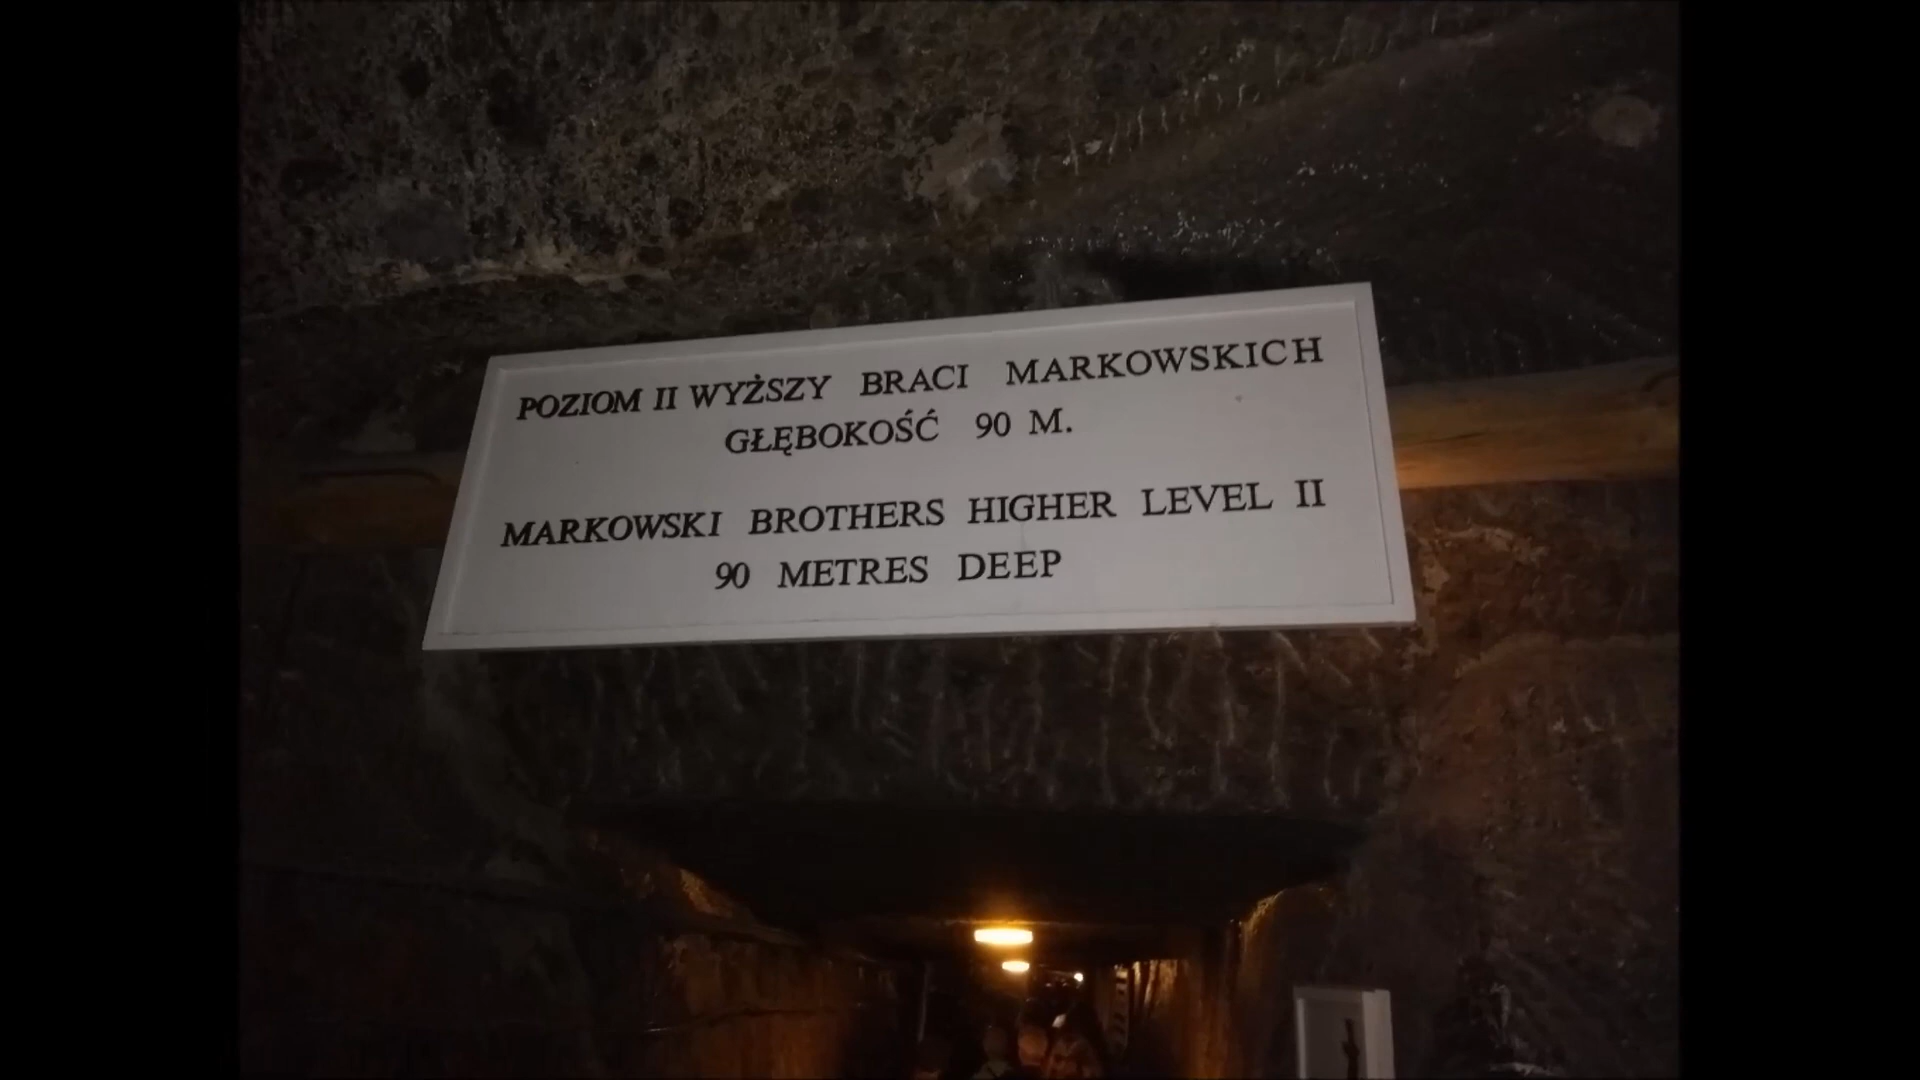 POZIOM II WYŻSZY BRACI MARKOWSKICH
GŁĘBOKOŚĆ 90 M.
MARKOWSKI BROTHERS HIGHER LEVEL II
90 METRES DEEP